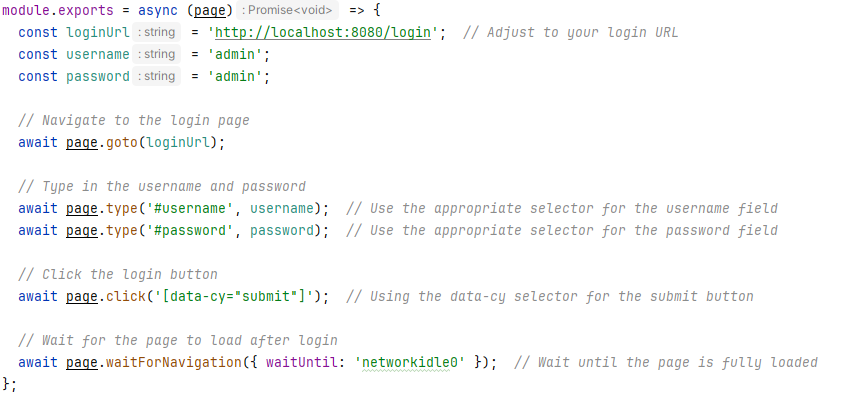 module.exports = async (page) : Promise<void> => {
  const loginUrl : string = 'http://localhost:8080/login';  // Adjust to your login URL
  const username : string = 'admin';
  const password : string = 'admin';

  // Navigate to the login page
  await page.goto(loginUrl);

  // Type in the username and password
  await page.type('#username', username);  // Use the appropriate selector for the username field
  await page.type('#password', password);  // Use the appropriate selector for the password field

  // Click the login button
  await page.click('[data-cy="submit"]');  // Using the data-cy selector for the submit button

  // Wait for the page to load after login
  await page.waitForNavigation({ waitUntil: 'networkidle0' });  // Wait until the page is fully loaded
};